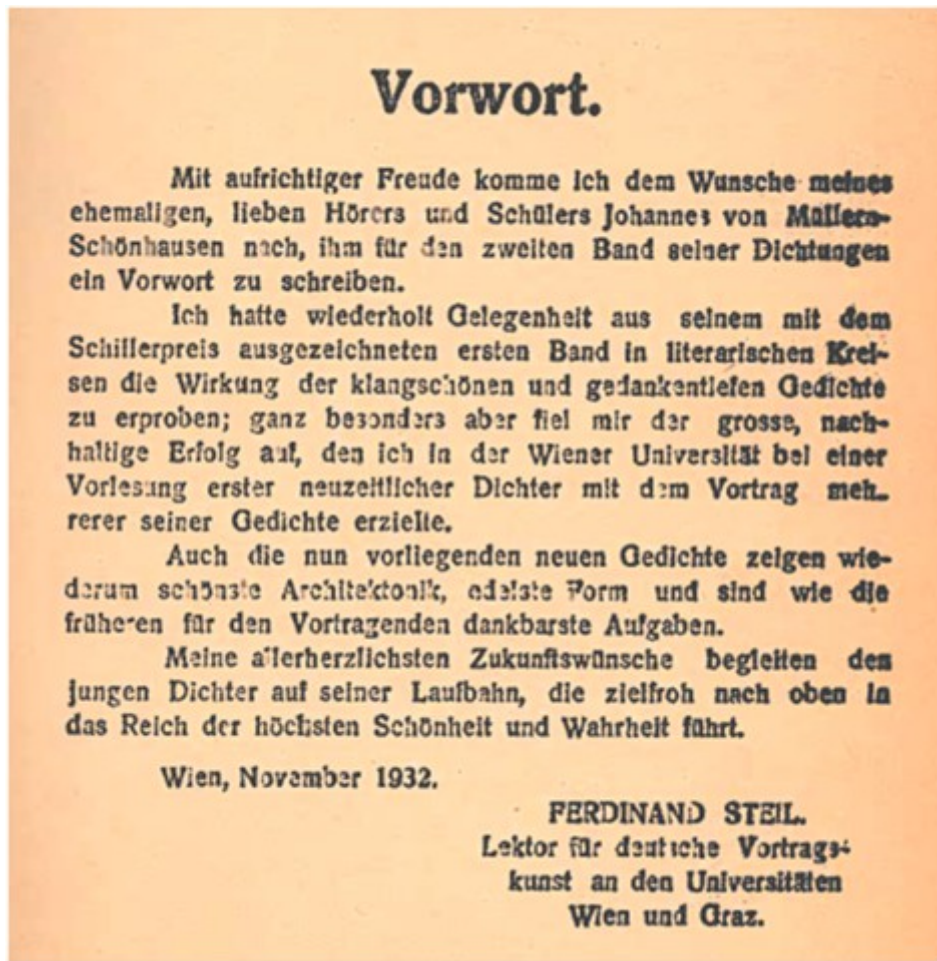 Vorwort.
Mit aufrichtiger Freude komme ich dem Wunsche meines
ehemaligen, lieben Hörers und Schülers Johannes von Müllern-
Schönhausen nach, ihm für den zweiten Band seiner Dichtungen
ein Vorwort zu schreiben.
Ich hatte wiederholt Gelegenheit aus seinem mit dem
Schillerpreis ausgezeichneten ersten Band in literarischen Krei-
sen die Wirkung der klangschönen und gedankentiefen Gedichte
zu erproben; ganz besonders aber fiel mir der grosse, nach-
haltige Erfolg auf, den ich in der Wiener Universität bei einer
Vorlesung erster neuzeitlicher Dichter mit dem Vortrag meh-
rerer seiner Gedichte erzielte.
Auch die nun vorliegenden neuen Gedichte zeigen wie-
derum schönste Architektonik, edelste Form und sind wie die
früheren für den Vortragenden dankbarste Aufgaben.
Meine allerherzlichsten Zukunftswünsche begleiten den
jungen Dichter auf seiner Laufbahn, die zielfroh nach oben in
das Reich der höchsten Schönheit und Wahrheit führt.
Wien, November 1932.
FERDINAND STEIL.
Lektor für deutsche Vortrags-
kunst an den Universitäten
Wien und Graz.